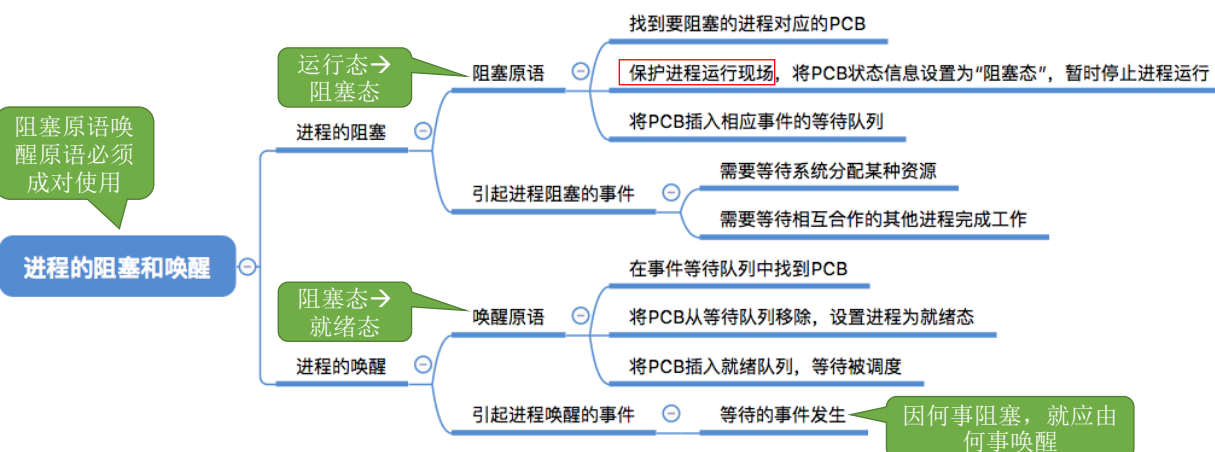 找到要阻塞的进程对应的PCB
运行态→
阻塞态
阻塞原语
保护进程运行现场，将PCB状态信息设置为“阻塞态”，暂时停止进程运行
阻塞原语唤
醒原语必须
成对使用
进程的阻塞
将PCB插入相应事件的等待队列
需要等待系统分配某种资源
引起进程阻塞的事件
需要等待相互合作的其他进程完成工作
进程的阻塞和唤醒
在事件等待队列中找到PCB
阻塞态→
就绪态
唤醒原语
将PCB从等待队列移除，设置进程为就绪态
进程的唤醒
将PCB插入就绪队列，等待被调度
引起进程唤醒的事件
等待的事件发生
因何事阻塞，就应由
何事唤醒